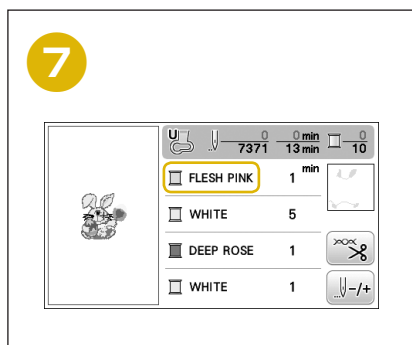 7
U 0 0 min 0
7371 13 min 10
FLESH PINK 1 min
WHITE 5
DEEP ROSE 1
WHITE 1
-/+